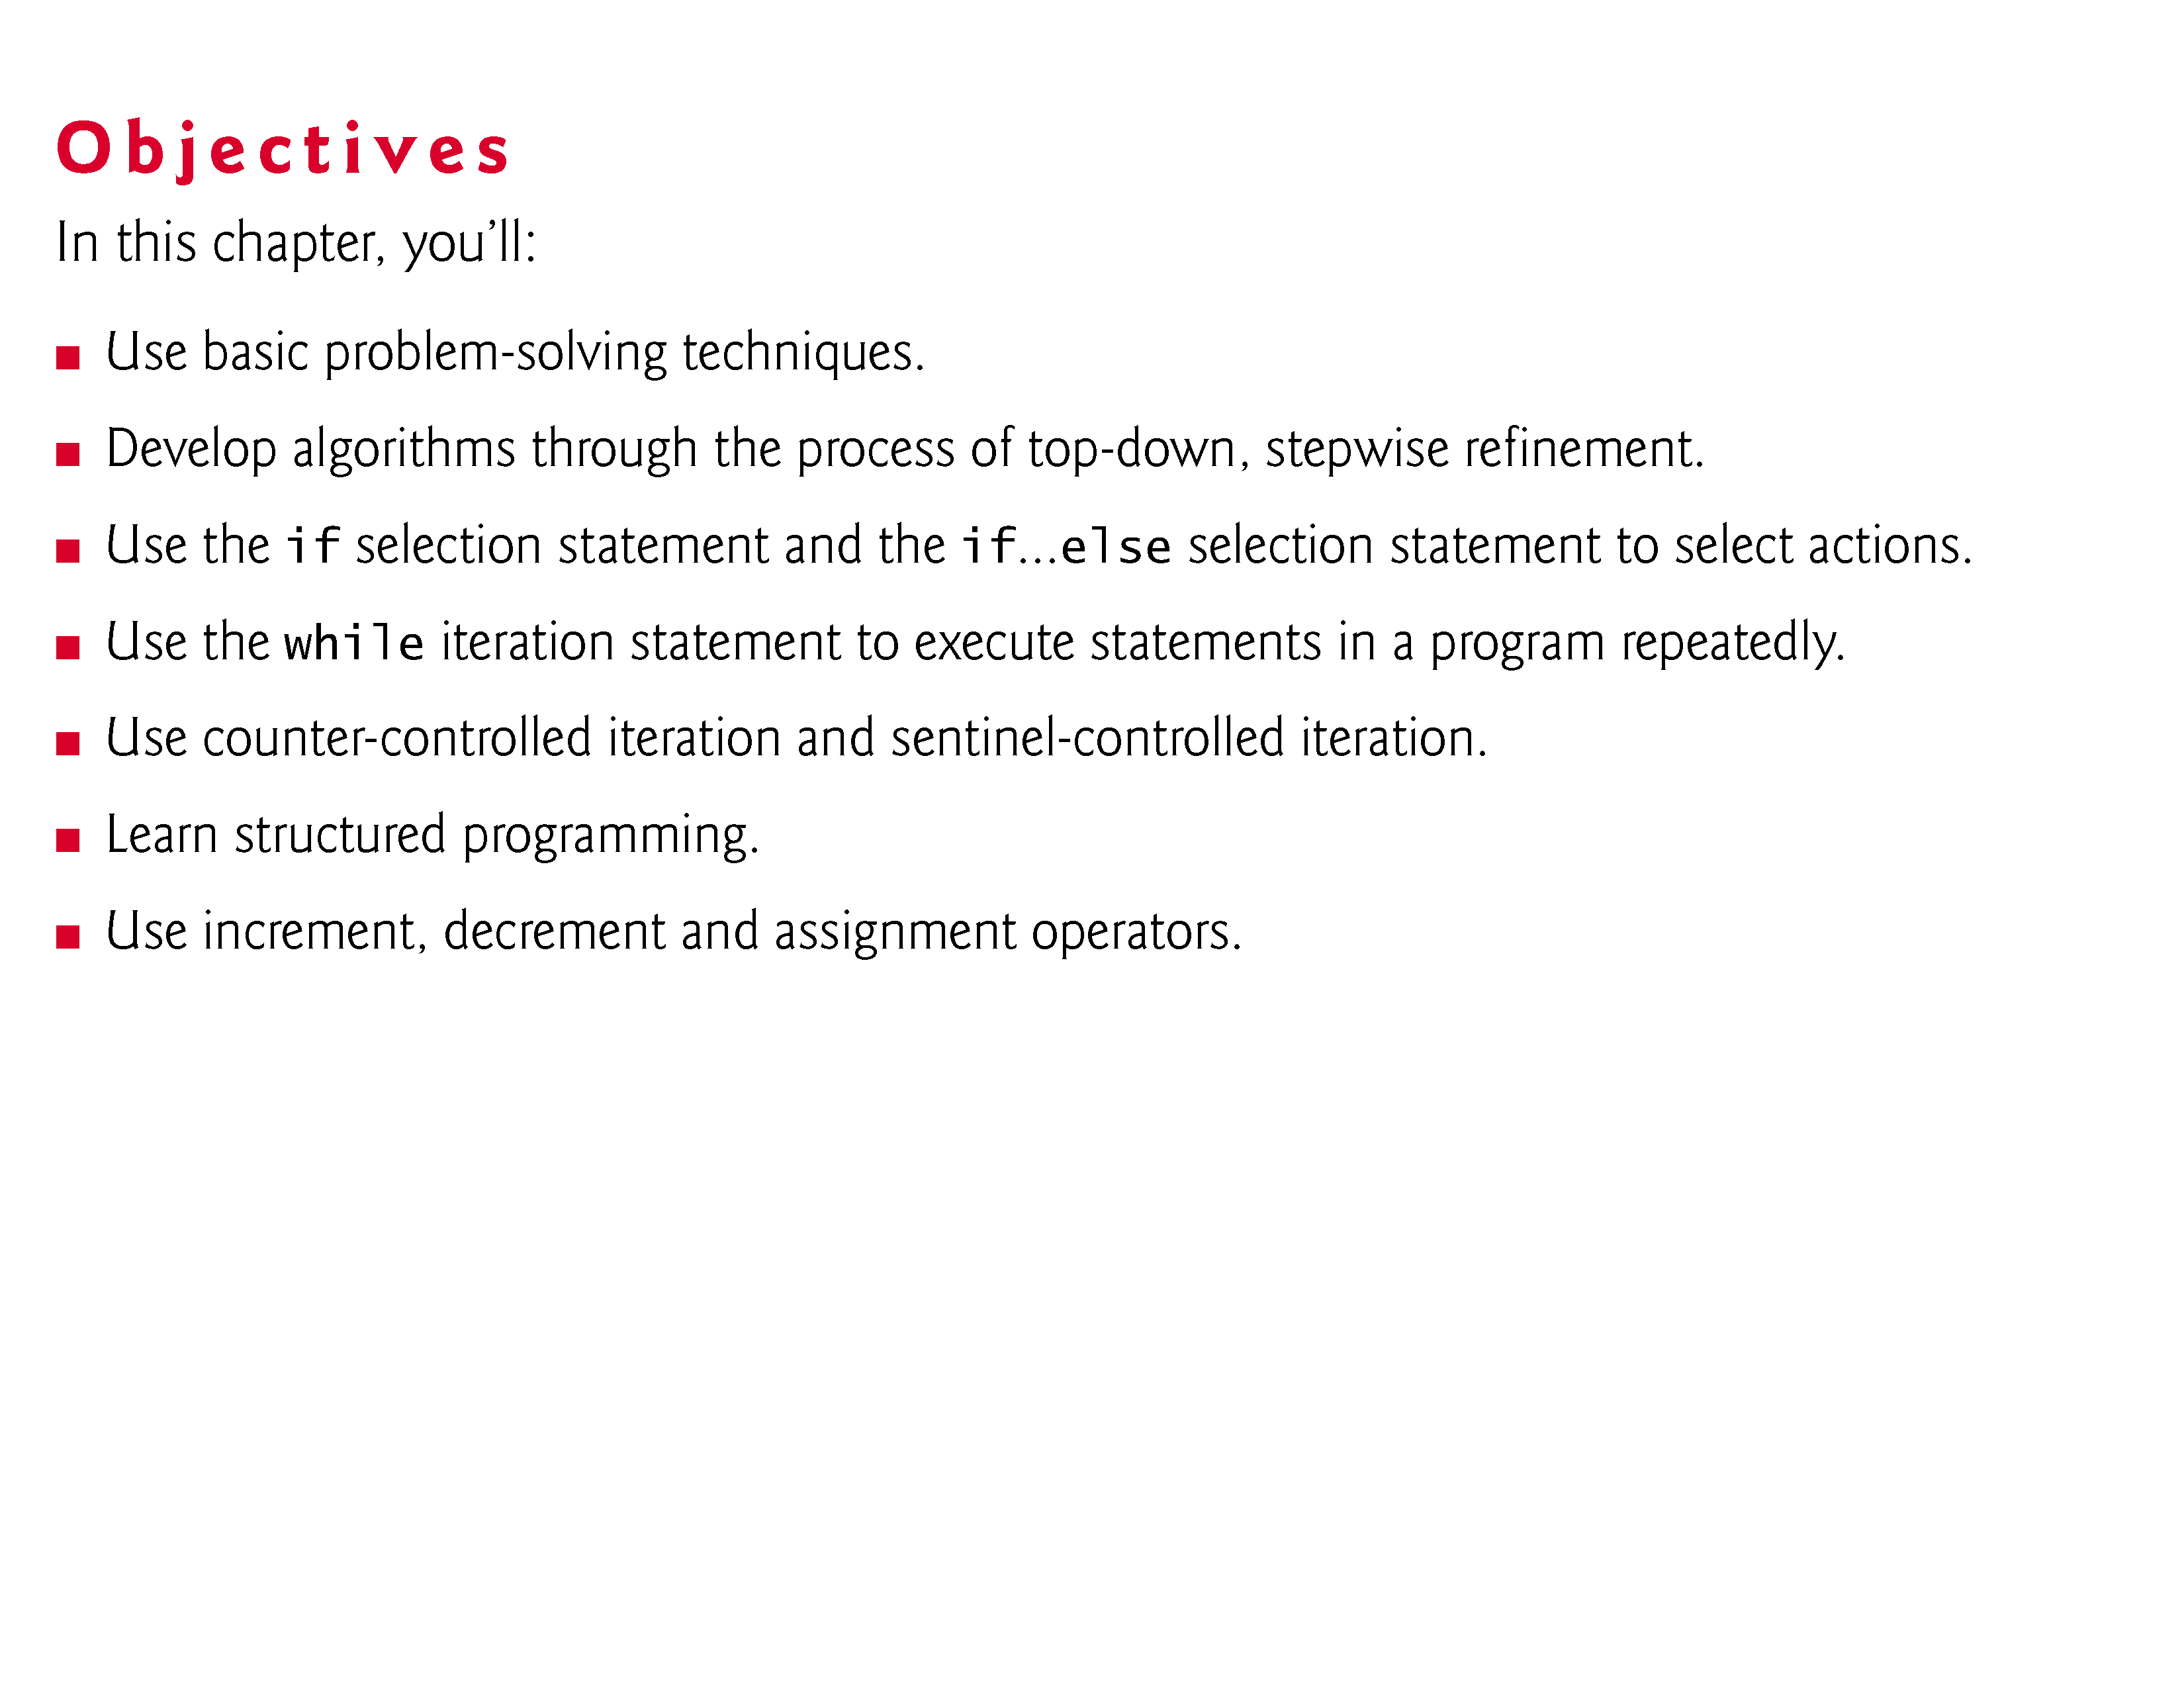 Objectives
In this chapter, you’ll:
■ Use basic problem-solving techniques.
■ Develop algorithms through the process of top-down, stepwise refinement.
■ Use the if selection statement and the if…else selection statement to select actions.
■ Use the while iteration statement to execute statements in a program repeatedly.
■ Use counter-controlled iteration and sentinel-controlled iteration.
■ Learn structured programming.
■ Use increment, decrement and assignment operators.